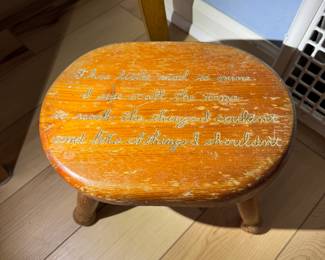 This little stool is mine
I use it all the time
to reach the things I couldn't
and lots of things I shouldn't